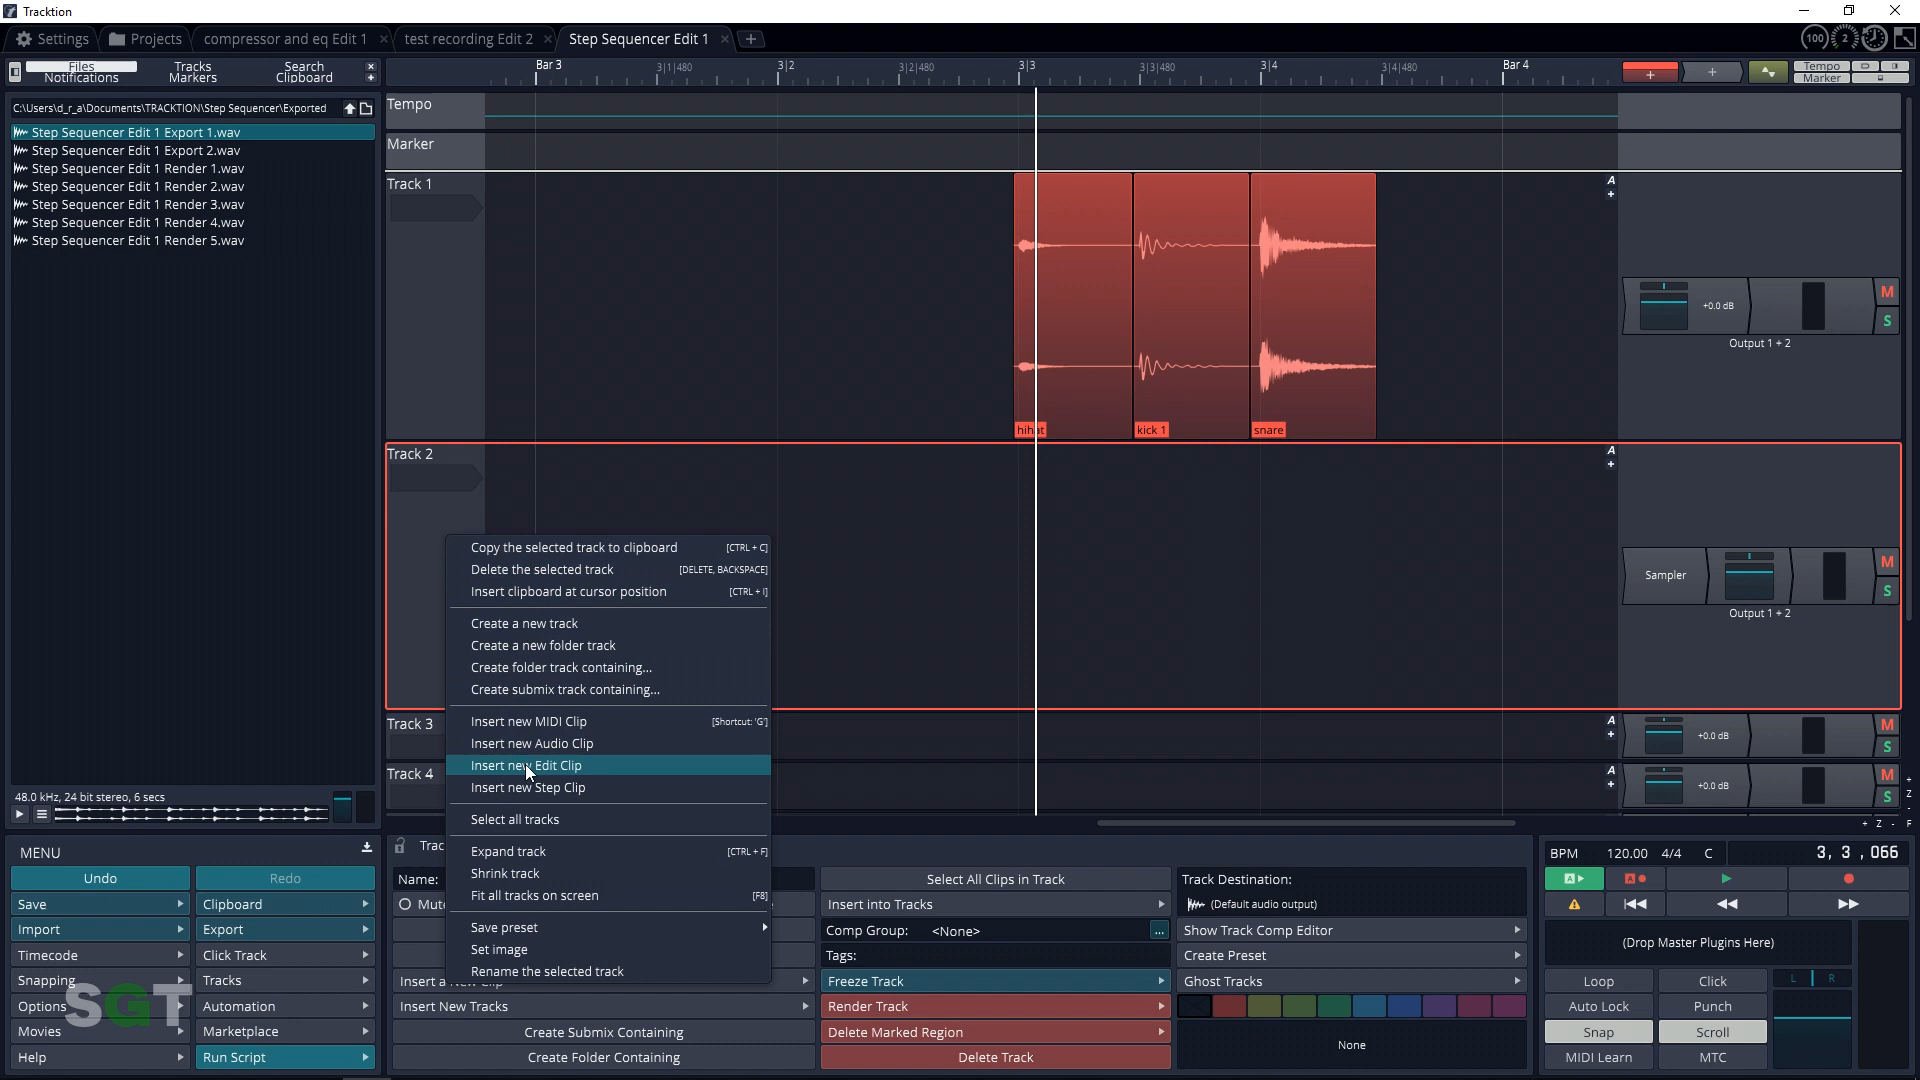 Tracktion
Settings
Projects
compressor and eq Edit 1
test recording Edit 2
Step Sequencer Edit 1
100
2
Files
Tracks
Search
Notifications
Markers
Clipboard
Bar 3
3|1|480
3|2
3|2|480
3|3
3|3|480
3|4
3|4|480
Bar 4
Tempo
Marker
C:\Users\d_r_a\Documents\TRACKTION\Step Sequencer\Exported
Step Sequencer Edit 1 Export 1.wav
Step Sequencer Edit 1 Export 2.wav
Step Sequencer Edit 1 Render 1.wav
Step Sequencer Edit 1 Render 2.wav
Step Sequencer Edit 1 Render 3.wav
Step Sequencer Edit 1 Render 4.wav
Step Sequencer Edit 1 Render 5.wav
48.0 kHz, 24 bit stereo, 6 secs
Tempo
Marker
Track 1
A
hihat
kick 1
snare
+0.0 dB
M
S
Output 1 + 2
Track 2
A
Sampler
M
S
Output 1 + 2
Track 3
A
+0.0 dB
M
S
Track 4
A
+0.0 dB
M
S
Z
+ Z - F
Copy the selected track to clipboard [CTRL + C]
Delete the selected track [DELETE, BACKSPACE]
Insert clipboard at cursor position [CTRL + I]
Create a new track
Create a new folder track
Create folder track containing...
Create submix track containing...
Insert new MIDI Clip [Shortcut: 'G']
Insert new Audio Clip
Insert new Edit Clip
Insert new Step Clip
Select all tracks
Expand track [CTRL + F]
Shrink track
Fit all tracks on screen [F8]
Save preset
Set image
Rename the selected track
MENU
Undo
Redo
Save
Clipboard
Import
Export
Timecode
Click Track
Snapping
Tracks
Options
Automation
Movies
Marketplace
Help
Run Script
SGT
Trac
Name:
Mut
Insert a New Clip
Insert New Tracks
Create Submix Containing
Create Folder Containing
Select All Clips in Track
Insert into Tracks
Comp Group: <None> ...
Tags:
Freeze Track
Render Track
Delete Marked Region
Delete Track
Track Destination:
(Default audio output)
Show Track Comp Editor
Create Preset
Ghost Tracks
None
BPM 120.00 4/4 C 3, 3 , 066
A
A
(Drop Master Plugins Here)
Loop
Click
L R
Auto Lock
Punch
Snap
Scroll
MIDI Learn
MTC